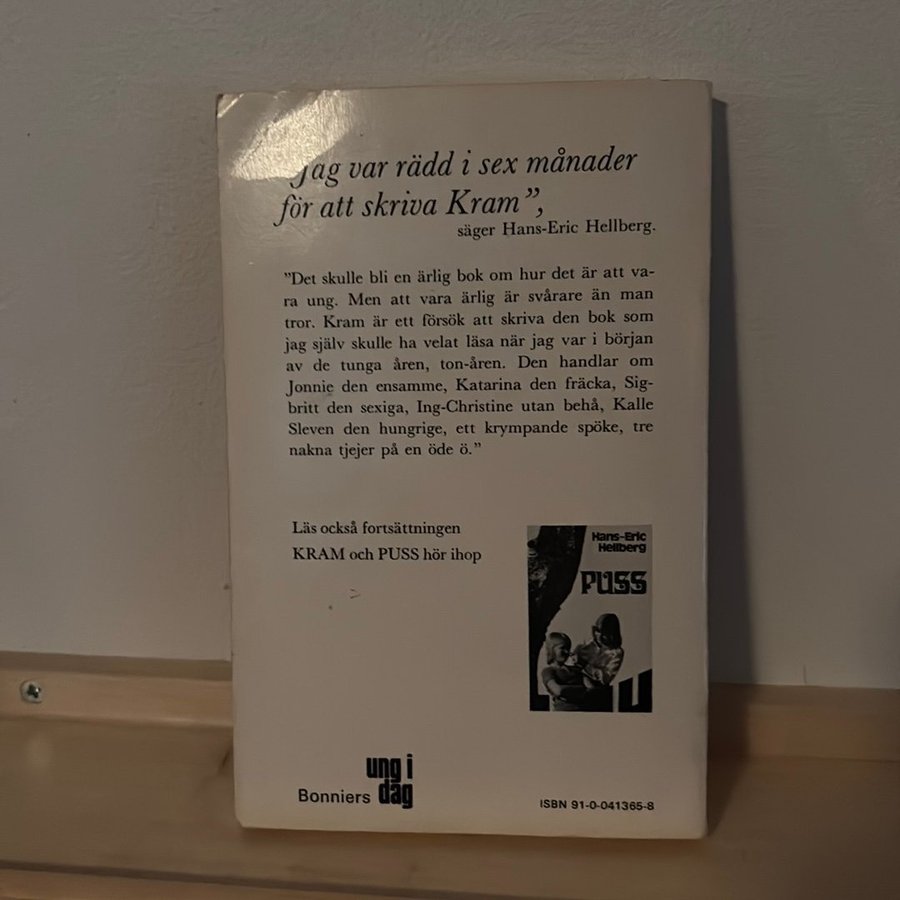 "Jag var rädd i sex månader
för att skriva Kram",
säger Hans-Eric Hellberg.
"Det skulle bli en ärlig bok om hur det är att va-
ra ung. Men att vara ärlig är svårare än man
tror. Kram är ett försök att skriva den bok som
jag själv skulle ha velat läsa när jag var i början
av de tunga åren, ton-åren. Den handlar om
Jonnie den ensamme, Katarina den fräcka, Sig-
britt den sexiga, Ing-Christine utan behå, Kalle
Sleven den hungrige, ett krympande spöke, tre
nakna tjejer på en öde ö."
Läs också fortsättningen
KRAM och PUSS hör ihop
Hans-Eric
Hellberg
PUSS
Bonniers
ung i
dag
ISBN 91-0-041365-8